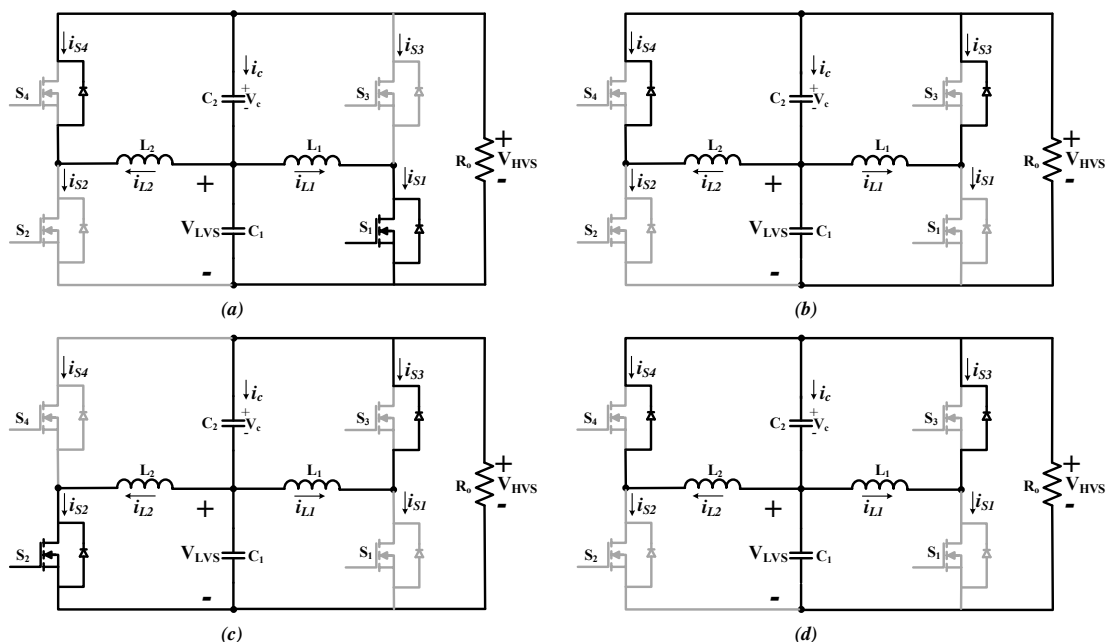 iS4 iS3 iS4 iS3
ic ic
S4 C2 + Vc - S3 + S4 C2 + Vc - S3 +
L2 L1 Ro VHVS L2 L1 Ro VHVS
iS2 iL2 + iL1 iS1 - iS2 iL2 + iL1 iS1 -
S2 VLVS C1 S1 S2 VLVS C1 S1
- -
(a) (b)
iS4 iS3 iS4 iS3
ic ic
S4 C2 + Vc - S3 + S4 C2 + Vc - S3 +
L2 L1 Ro VHVS L2 L1 Ro VHVS
iS2 iL2 + iL1 iS1 - iS2 iL2 + iL1 iS1 -
S2 VLVS C1 S1 S2 VLVS C1 S1
- -
(c) (d)